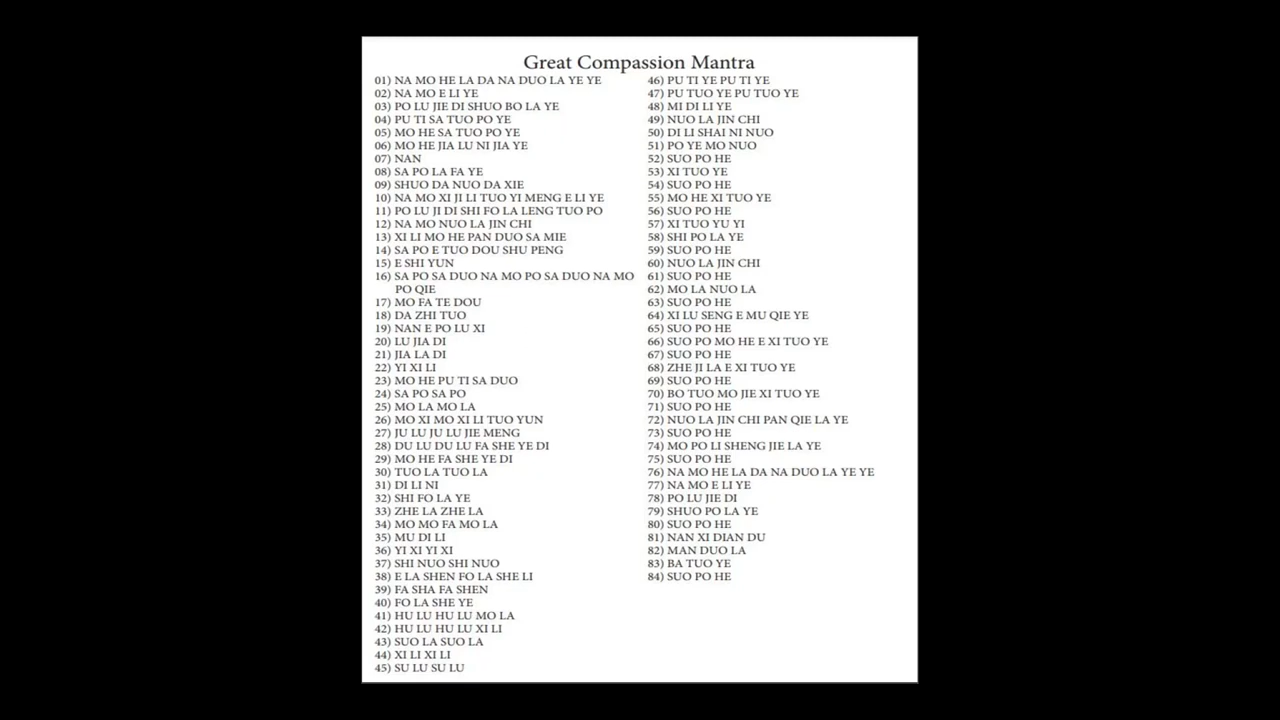 Great Compassion Mantra
01) NA MO HE LA DA NA DUO LA YE YE
02) NA MO E LI YE
03) PO LU JIE DI SHUO BO LA YE
04) PU TI SA TUO PO YE
05) MO HE SA TUO PO YE
06) MO HE JIA LU NI JIA YE
07) NAN
08) SA PO LA FA YE
09) SHUO DA NUO DA XIE
10) NA MO XI JI LI TUO YI MENG E LI YE
11) PO LU JI DI SHI FO LA LENG TUO PO
12) NA MO NUO LA JIN CHI
13) XI LI MO HE PAN DUO SA MIE
14) SA PO E TUO DOU SHU PENG
15) E SHI YUN
16) SA PO SA DUO NA MO PO SA DUO NA MO
PO QIE
17) MO FA TE DOU
18) DA ZHI TUO
19) NAN E PO LU XI
20) LU JIA DI
21) JIA LA DI
22) YI XI LI
23) MO HE PU TI SA DUO
24) SA PO SA PO
25) MO LA MO LA
26) MO XI MO XI LI TUO YUN
27) JU LU JU LU JIE MENG
28) DU LU DU LU FA SHE YE DI
29) MO HE FA SHE YE DI
30) TUO LA TUO LA
31) DI LI NI
32) SHI FO LA YE
33) ZHE LA ZHE LA
34) MO MO FA MO LA
35) MU DI LI
36) YI XI YI XI
37) SHI NUO SHI NUO
38) E LA SHEN FO LA SHE LI
39) FA SHA FA SHEN
40) FO LA SHE YE
41) HU LU HU LU MO LA
42) HU LU HU LU XI LI
43) SUO LA SUO LA
44) XI LI XI LI
45) SU LU SU LU
46) PU TI YE PU TI YE
47) PU TUO YE PU TUO YE
48) MI DI LI YE
49) NUO LA JIN CHI
50) DI LI SHAI NI NUO
51) PO YE MO NUO
52) SUO PO HE
53) XI TUO YE
54) SUO PO HE
55) MO HE XI TUO YE
56) SUO PO HE
57) XI TUO YU YI
58) SHI PO LA YE
59) SUO PO HE
60) NUO LA JIN CHI
61) SUO PO HE
62) MO LA NUO LA
63) SUO PO HE
64) XI LU SENG E MU QIE YE
65) SUO PO HE
66) SUO PO MO HE E XI TUO YE
67) SUO PO HE
68) ZHE JI LA E XI TUO YE
69) SUO PO HE
70) BO TUO MO JIE XI TUO YE
71) SUO PO HE
72) NUO LA JIN CHI PAN QIE LA YE
73) SUO PO HE
74) MO PO LI SHENG JIE LA YE
75) SUO PO HE
76) NA MO HE LA DA NA DUO LA YE YE
77) NA MO E LI YE
78) PO LU JIE DI
79) SHUO PO LA YE
80) SUO PO HE
81) NAN XI DIAN DU
82) MAN DUO LA
83) BA TUO YE
84) SUO PO HE